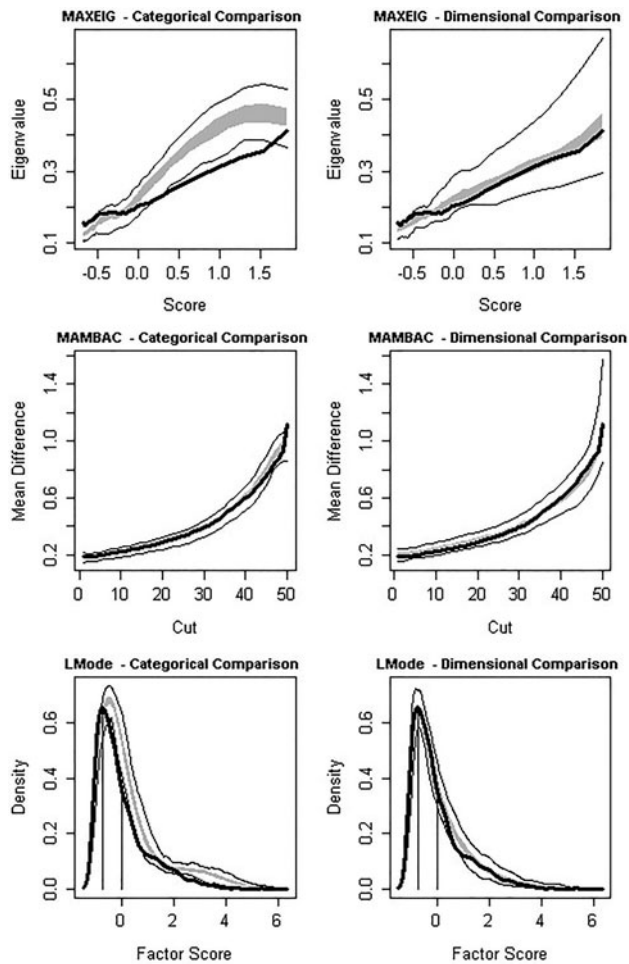 MAXEIG - Categorical Comparison
MAXEIG - Dimensional Comparison
Eigenvalue
0.5
0.3
0.1
-0.5 0.0 0.5 1.0 1.5
Score
Eigenvalue
0.5
0.3
0.1
-0.5 0.0 0.5 1.0 1.5
Score
MAMBAC - Categorical Comparison
MAMBAC - Dimensional Comparison
Mean Difference
1.4
1.0
0.6
0.2
0 10 20 30 40 50
Cut
Mean Difference
1.4
1.0
0.6
0.2
0 10 20 30 40 50
Cut
LMode - Categorical Comparison
LMode - Dimensional Comparison
Density
0.6
0.4
0.2
0.0
0 2 4 6
Factor Score
Density
0.6
0.4
0.2
0.0
0 2 4 6
Factor Score